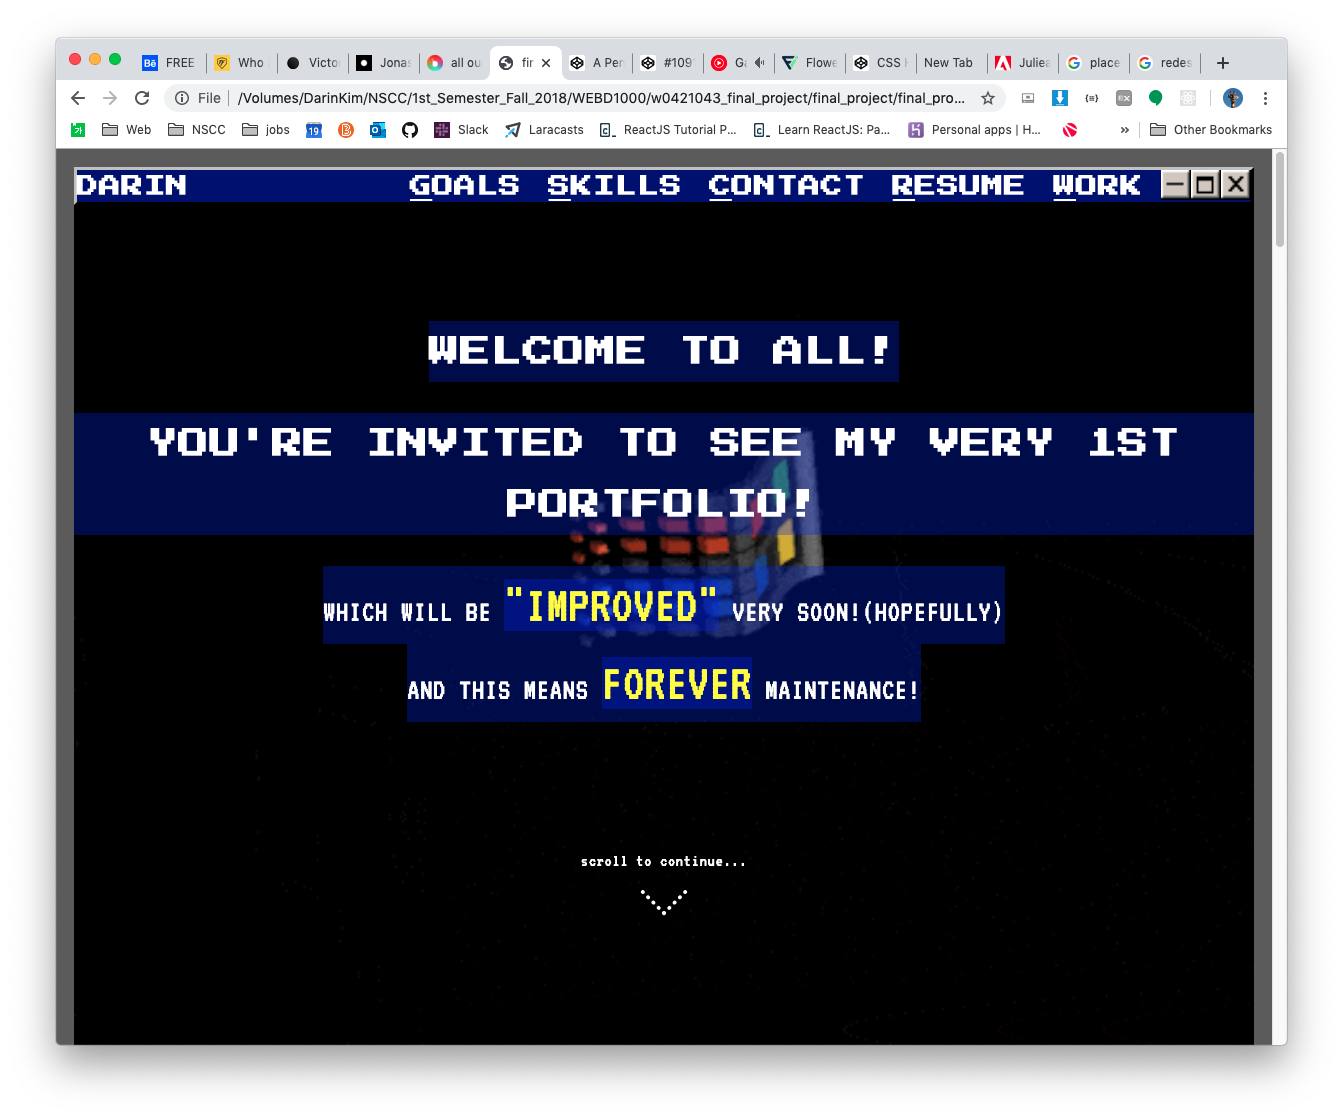 FREE
Who
Victor
Jonas
all ou
fir
A Pen
#109
Ga
Flowe
CSS
New Tab
Juliea
place
redes
File
/Volumes/DarinKim/NSCC/1st_Semester_Fall_2018/WEBD1000/w0421043_final_project/final_project/final_pro...
Web
NSCC
jobs
19
Slack
Laracasts
ReactJS Tutorial P...
Learn ReactJS: Pa...
Personal apps | H...
»
Other Bookmarks
DARIN
GOALS SKILLS CONTACT RESUME WORK
WELCOME TO ALL!
YOU'RE INVITED TO SEE MY VERY 1ST
PORTFOLIO!
WHICH WILL BE "IMPROVED" VERY SOON!(HOPEFULLY)
AND THIS MEANS FOREVER MAINTENANCE!
scroll to continue...